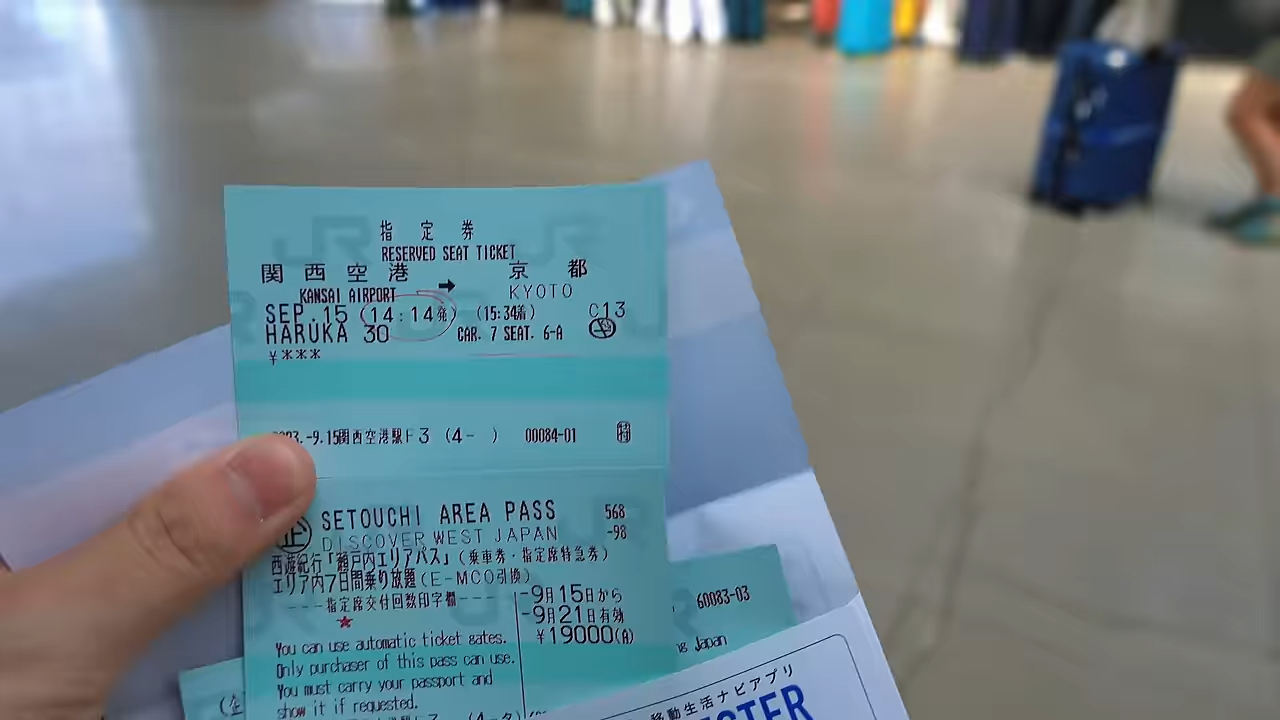 指定券
RESERVED SEAT TICKET
関西空港 ➡ 京都
KANSAI AIRPORT KYOTO
SEP.15 (14:14発) (15:34着) C13
HARUKA 30 CAR. 7 SEAT. 6-A
¥***
-9.15関西空港駅F3 (4- ) 00084-01
SETOUCHI AREA PASS 568
DISCOVER WEST JAPAN -98
西遊紀行「瀬戸内エリアパス」(乗車券・指定席特急券)
エリア内7日間乗り放題(E-MCO引換)
---指定席交付回数印字欄---
★
-9月15日から
-9月21日有効
¥19000(A)
You can use automatic ticket gates.
Only purchaser of this pass can use.
You must carry your passport and
show it if requested.
60083-03
Japan
移動生活ナビアプリ